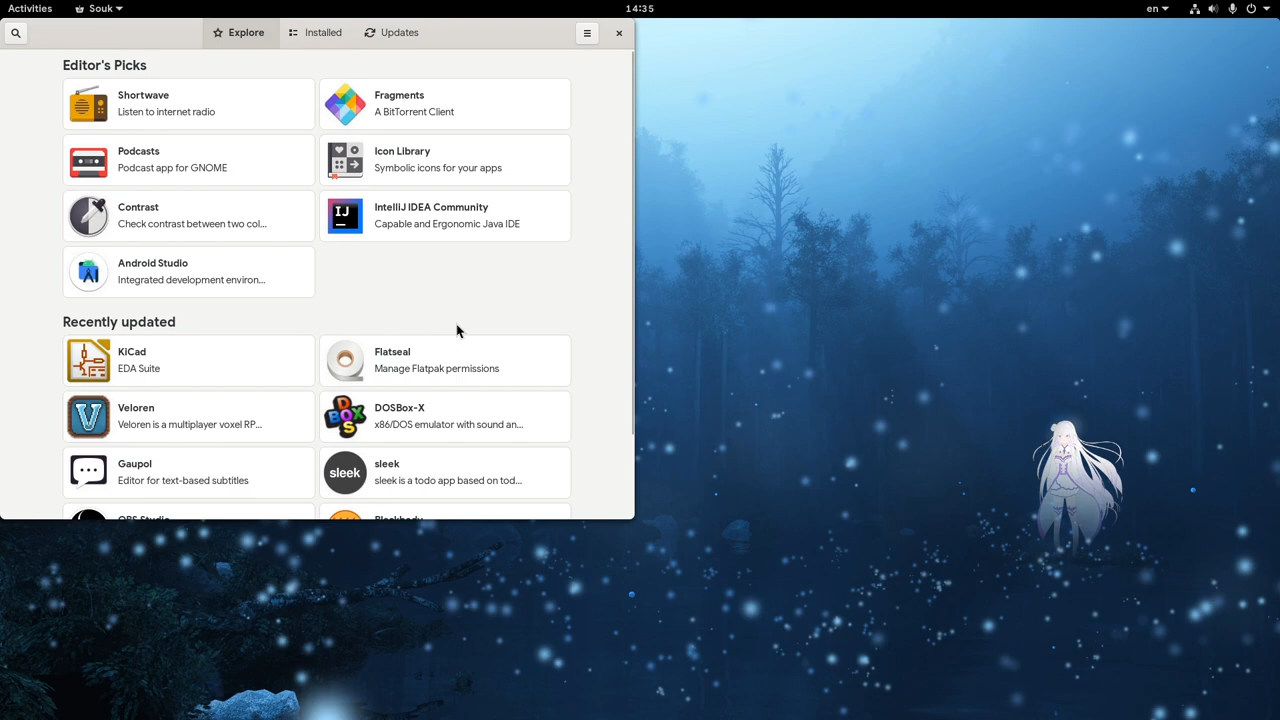 Activities
Souk
14:35
en
Explore
Installed
Updates
Editor's Picks
Shortwave
Listen to internet radio
Fragments
A BitTorrent Client
Podcasts
Podcast app for GNOME
Icon Library
Symbolic icons for your apps
Contrast
Check contrast between two col...
IJ
IntelliJ IDEA Community
Capable and Ergonomic Java IDE
AI
Android Studio
Integrated development environ...
Recently updated
KiCad
EDA Suite
Flatseal
Manage Flatpak permissions
V
Veloren
Veloren is a multiplayer voxel RP...
DOSBox-X
x86/DOS emulator with sound an...
Gaupol
Editor for text-based subtitles
sleek
sleek
sleek is a todo app based on tod...
OBS Studio